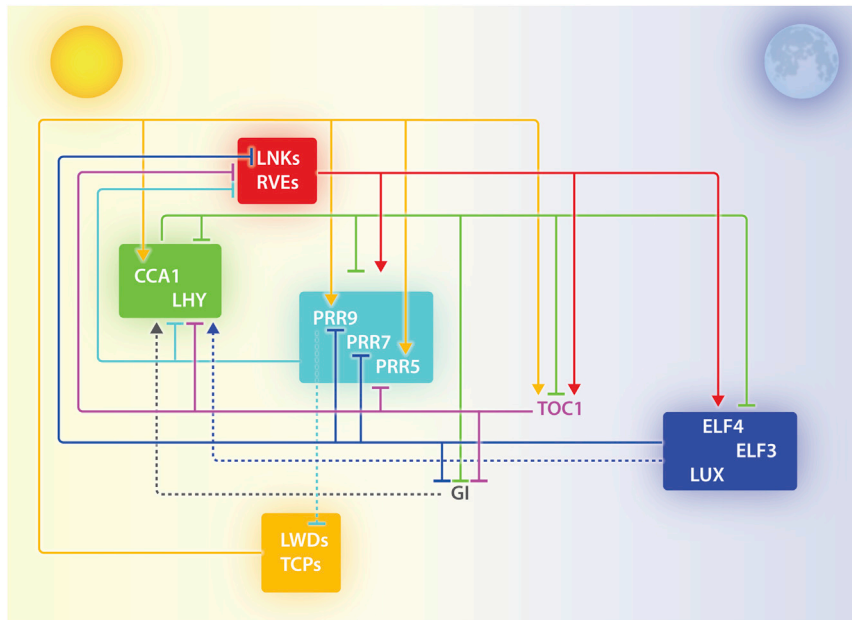 LNKs
RVEs
CCA1
LHY
PRR9
PRR7
PRR5
TOC1
ELF4
ELF3
LUX
GI
LWDs
TCPs